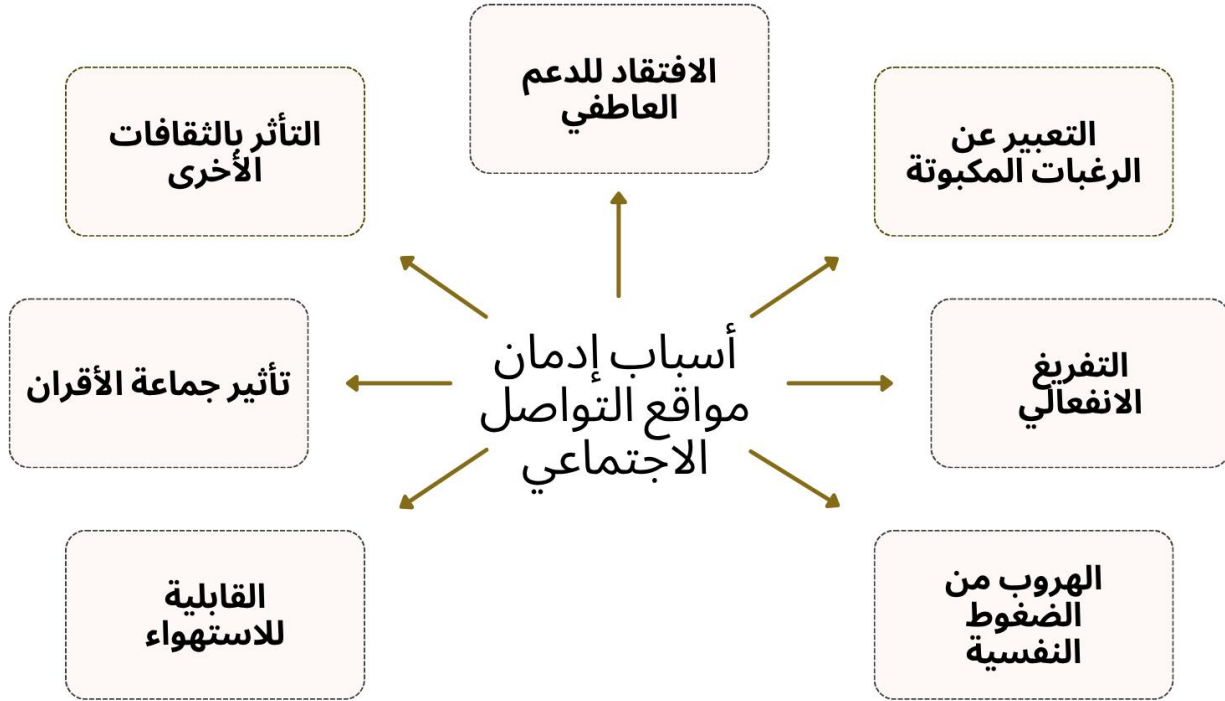 الافتقاد للدعم
العاطفي
التعبير عن
الرغبات المكبوتة
التأثر بالثقافات
الأخرى
أسباب إدمان
مواقع التواصل
الاجتماعي
التفريغ
الانفعالي
تأثير جماعة الأقران
الهروب من
الضغوط
النفسية
القابلية
للاستهواء